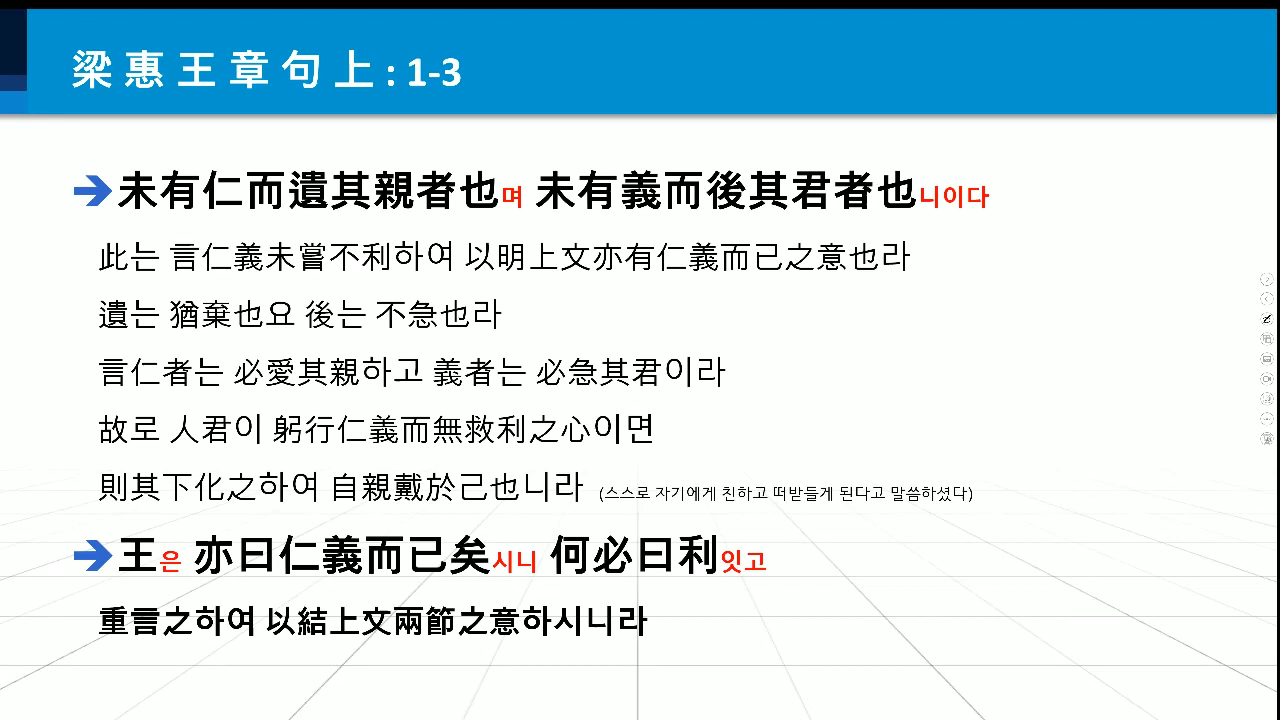 梁惠王章句上 : 1-3
未有仁而遺其親者也며 未有義而後其君者也니이다
此는 言仁義未嘗不利하여 以明上文亦有仁義而已之意也라
遺는 猶棄也요 後는 不急也라
言仁者는 必愛其親하고 義者는 必急其君이라
故로 人君이 躬行仁義而無救利之心이면
則其下化之하여 自親戴於己也니라 (스스로 자기에게 친하고 떠받들게 된다고 말씀하셨다)
王은 亦曰仁義而已矣시니 何必曰利잇고
重言之하여 以結上文兩節之意하시니라